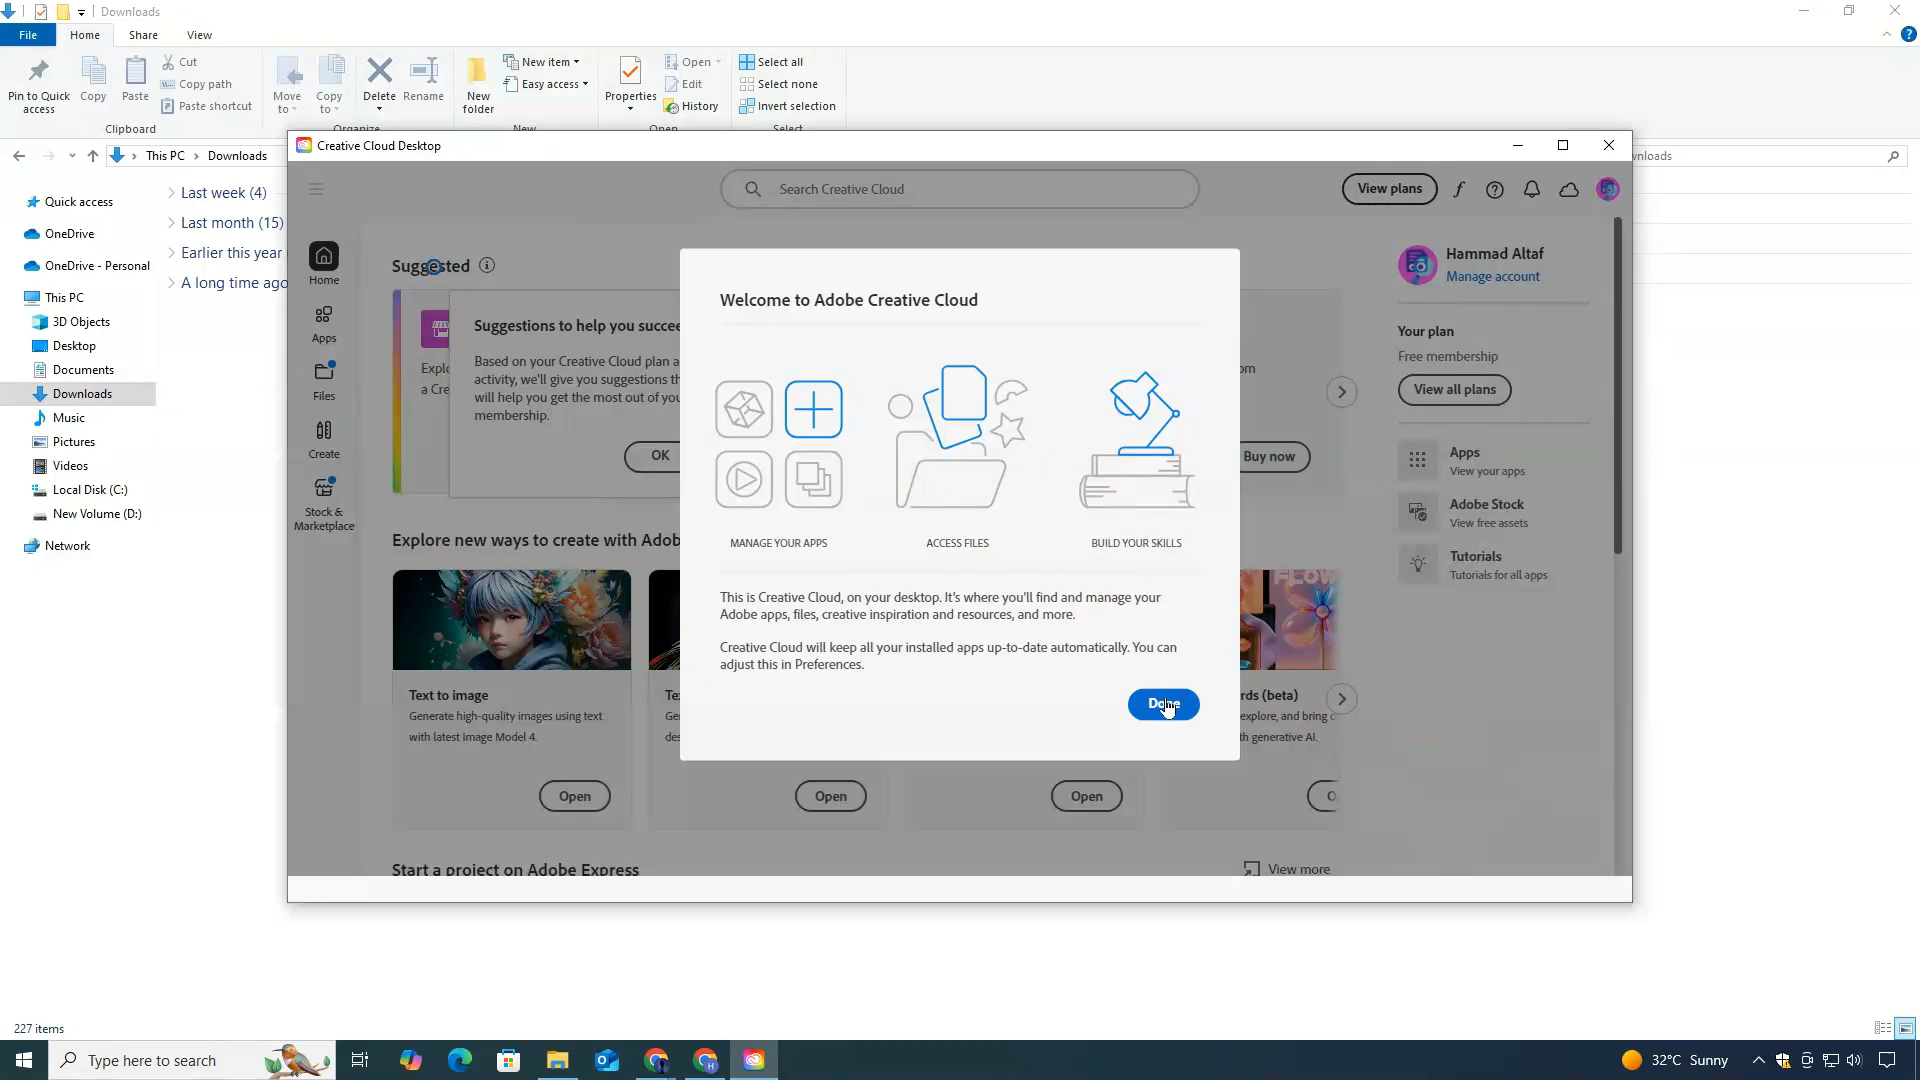 Downloads
File
Home
Share
View
Pin to Quick
access
Copy
Paste
Cut
Copy path
Paste shortcut
Clipboard
Move
to
Copy
to
Delete
Rename
Organize
New
folder
New item
Easy access
New
Properties
Open
Edit
History
Open
Select all
Select none
Invert selection
Select
This PC
Downloads
Quick access
OneDrive
OneDrive - Personal
This PC
3D Objects
Desktop
Documents
Downloads
Music
Pictures
Videos
Local Disk (C:)
New Volume (D:)
Network
Last week (4)
Last month (15)
Earlier this year
A long time ago
Creative Cloud Desktop
Search Creative Cloud
View plans
Home
Apps
Files
Create
Stock &
Marketplace
Suggested
Suggestions to help you succee
Based on your Creative Cloud plan a
activity, we'll give you suggestions th
will help you get the most out of you
membership.
OK
Buy now
Explore new ways to create with Adob
Text to image
Generate high-quality images using text
with latest Image Model 4.
Open
Open
Open
rds (beta)
explore, and bring
th generative AI.
Start a project on Adobe Express
View more
Welcome to Adobe Creative Cloud
MANAGE YOUR APPS
ACCESS FILES
BUILD YOUR SKILLS
This is Creative Cloud, on your desktop. It's where you'll find and manage your
Adobe apps, files, creative inspiration and resources, and more.
Creative Cloud will keep all your installed apps up-to-date automatically. You can
adjust this in Preferences.
Done
Hammad Altaf
Manage account
Your plan
Free membership
View all plans
Apps
View your apps
Adobe Stock
View free assets
Tutorials
Tutorials for all apps
227 items
Type here to search
32°C Sunny